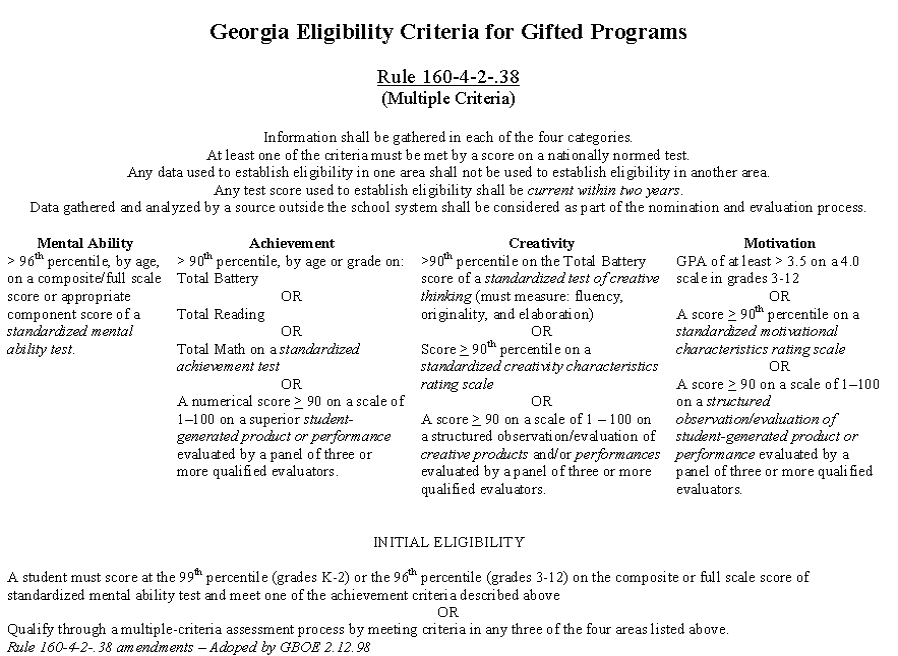 Georgia Eligibility Criteria for Gifted Programs
Rule 160-4-2-.38
(Multiple Criteria)
Information shall be gathered in each of the four categories.
At least one of the criteria must be met by a score on a nationally normed test.
Any data used to establish eligibility in one area shall not be used to establish eligibility in another area.
Any test score used to establish eligibility shall be current within two years.
Data gathered and analyzed by a source outside the school system shall be considered as part of the nomination and evaluation process.
Mental Ability
> 96th percentile, by age,
on a composite/full scale
score or appropriate
component score of a
standardized mental
ability test.
Achievement
> 90th percentile, by age or grade on:
Total Battery
OR
Total Reading
OR
Total Math on a standardized
achievement test
OR
A numerical score ≥ 90 on a scale of
1–100 on a superior student-
generated product or performance
evaluated by a panel of three or
more qualified evaluators.
Creativity
>90th percentile on the Total Battery
score of a standardized test of creative
thinking (must measure: fluency,
originality, and elaboration)
OR
Score ≥ 90th percentile on a
standardized creativity characteristics
rating scale
OR
A score ≥ 90 on a scale of 1 – 100 on
a structured observation/evaluation of
creative products and/or performances
evaluated by a panel of three or more
qualified evaluators.
Motivation
GPA of at least > 3.5 on a 4.0
scale in grades 3-12
OR
A score ≥ 90th percentile on a
standardized motivational
characteristics rating scale
OR
A score ≥ 90 on a scale of 1–100
on a structured
observation/evaluation of
student-generated product or
performance evaluated by a
panel of three or more qualified
evaluators.
INITIAL ELIGIBILITY
A student must score at the 99th percentile (grades K-2) or the 96th percentile (grades 3-12) on the composite or full scale score of
standardized mental ability test and meet one of the achievement criteria described above
OR
Qualify through a multiple-criteria assessment process by meeting criteria in any three of the four areas listed above.
Rule 160-4-2-.38 amendments – Adoped by GBOE 2.12.98